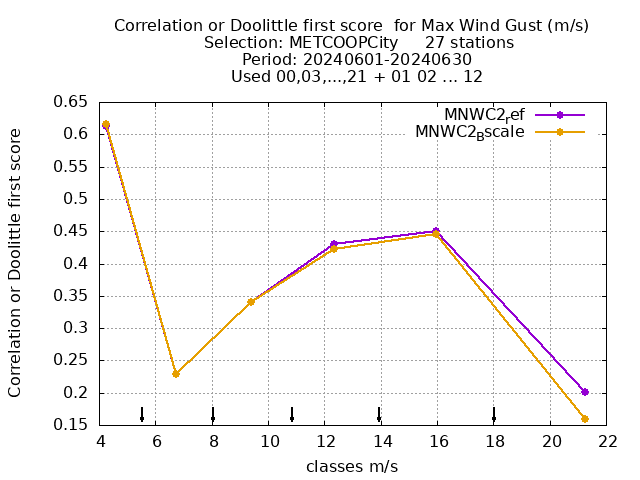 Correlation or Doolittle first score  for Max Wind Gust (m/s)
Selection: METCOOPCity     27 stations
Period: 20240601-20240630
Used 00,03,...,21 + 01 02 ... 12
MNWC2ref
MNWC2Bscale
Correlation or Doolittle first score
0.65
0.6
0.55
0.5
0.45
0.4
0.35
0.3
0.25
0.2
0.15
4 6 8 10 12 14 16 18 20 22
classes m/s